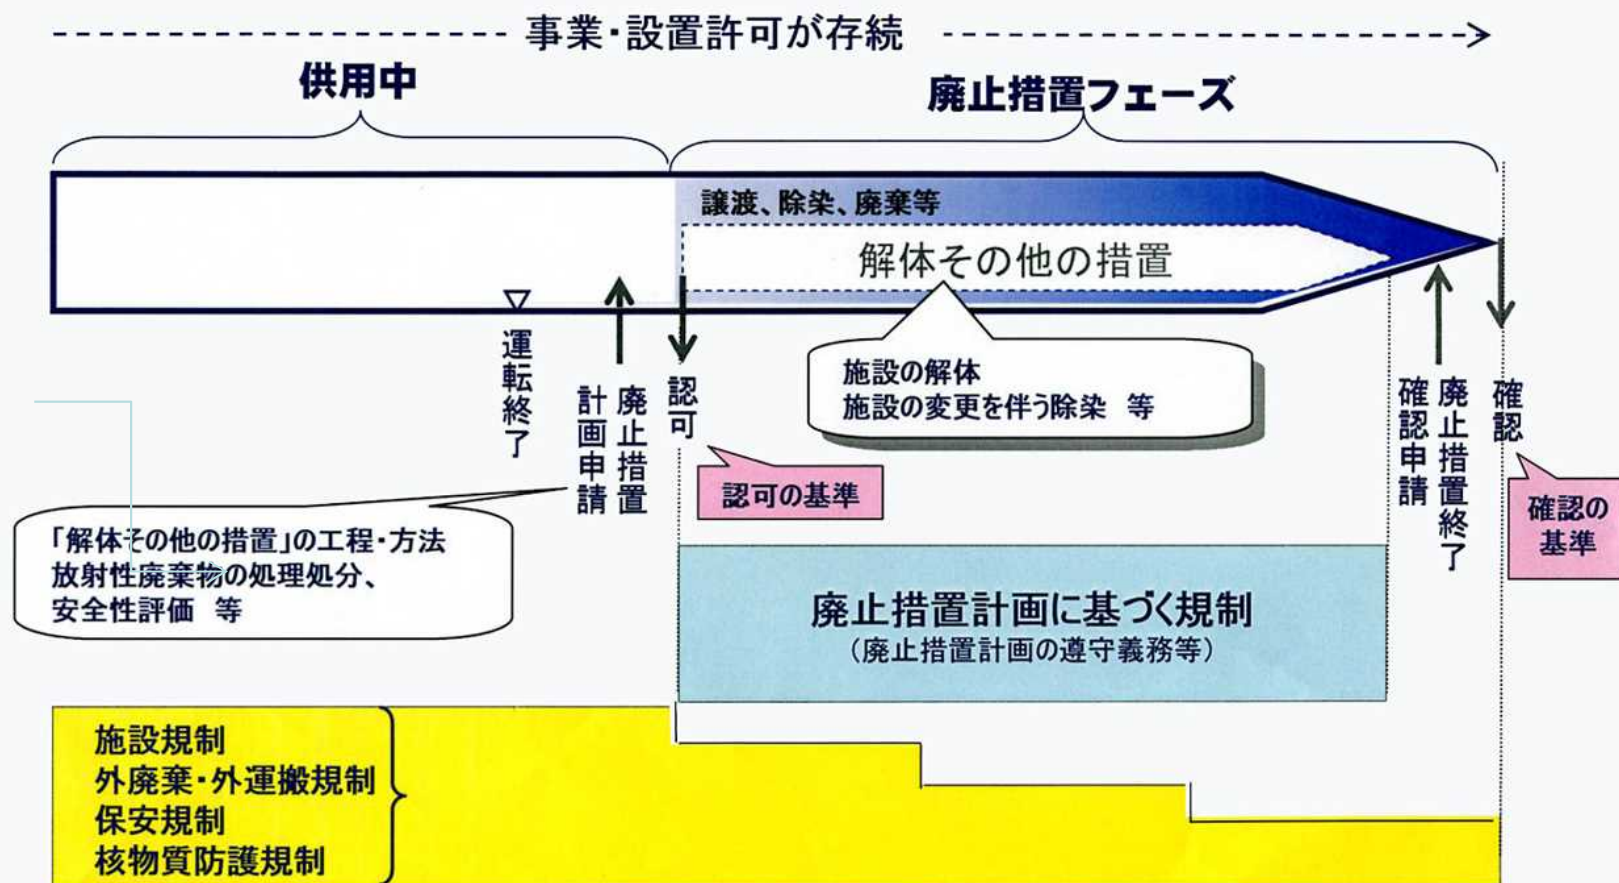 事業・設置許可が存続
供用中
廃止措置フェーズ
譲渡、除染、廃棄等
解体その他の措置
施設の解体
施設の変更を伴う除染 等
運転終了
廃止措置
計画申請
認可
認可の基準
廃止措置終了
確認申請
確認
確認の
基準
「解体その他の措置」の工程・方法
放射性廃棄物の処理処分、
安全性評価 等
廃止措置計画に基づく規制
（廃止措置計画の遵守義務等）
施設規制
外廃棄・外運搬規制
保安規制
核物質防護規制